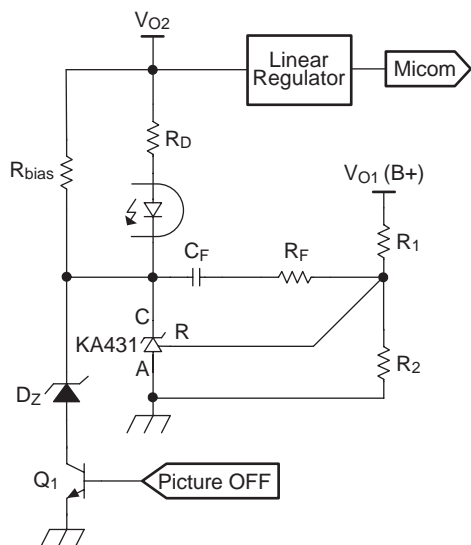 VO2
Linear
Regulator
Micom
RD
Rbias
VO1 (B+)
R1
CF
RF
C
R
KA431
A
R2
DZ
Q1
Picture OFF